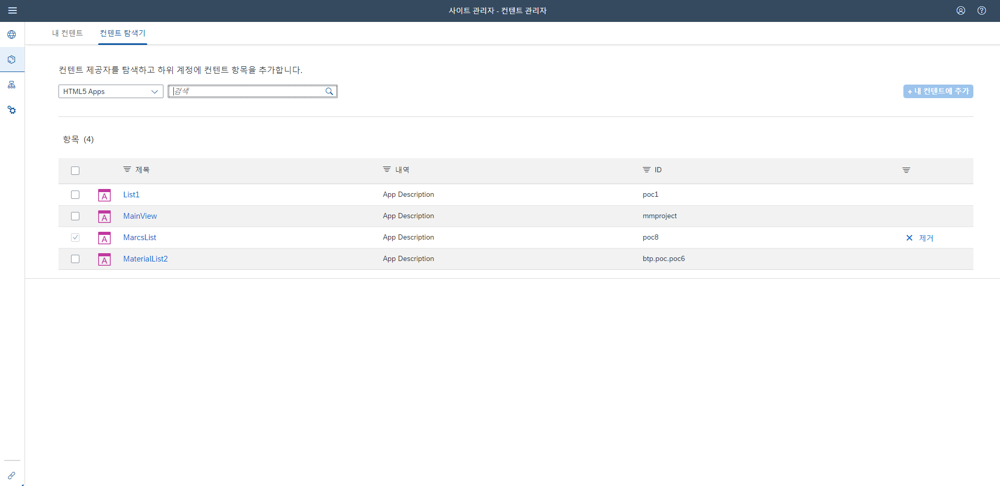 사이트 관리자 - 컨텐트 관리자
내 컨텐트 컨텐트 탐색기
컨텐트 제공자를 탐색하고 하위 계정에 컨텐트 항목을 추가합니다.
HTML5 Apps 검색 + 내 컨텐트에 추가
항목 (4)
제목 내역 ID
List1 App Description poc1
MainView App Description mmproject
MarcsList App Description poc8 제거
MaterialList2 App Description btp.poc.poc6